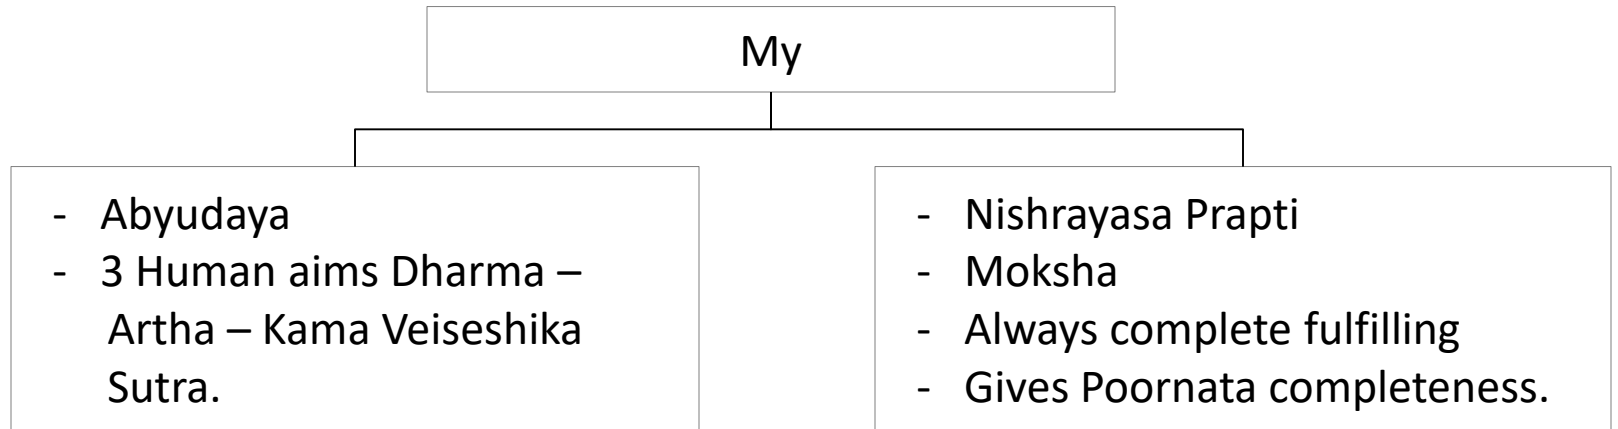 My
- Abyudaya
- 3 Human aims Dharma –
Artha – Kama Veiseshika
Sutra.
- Nishrayasa Prapti
- Moksha
- Always complete fulfilling
- Gives Poornata completeness.